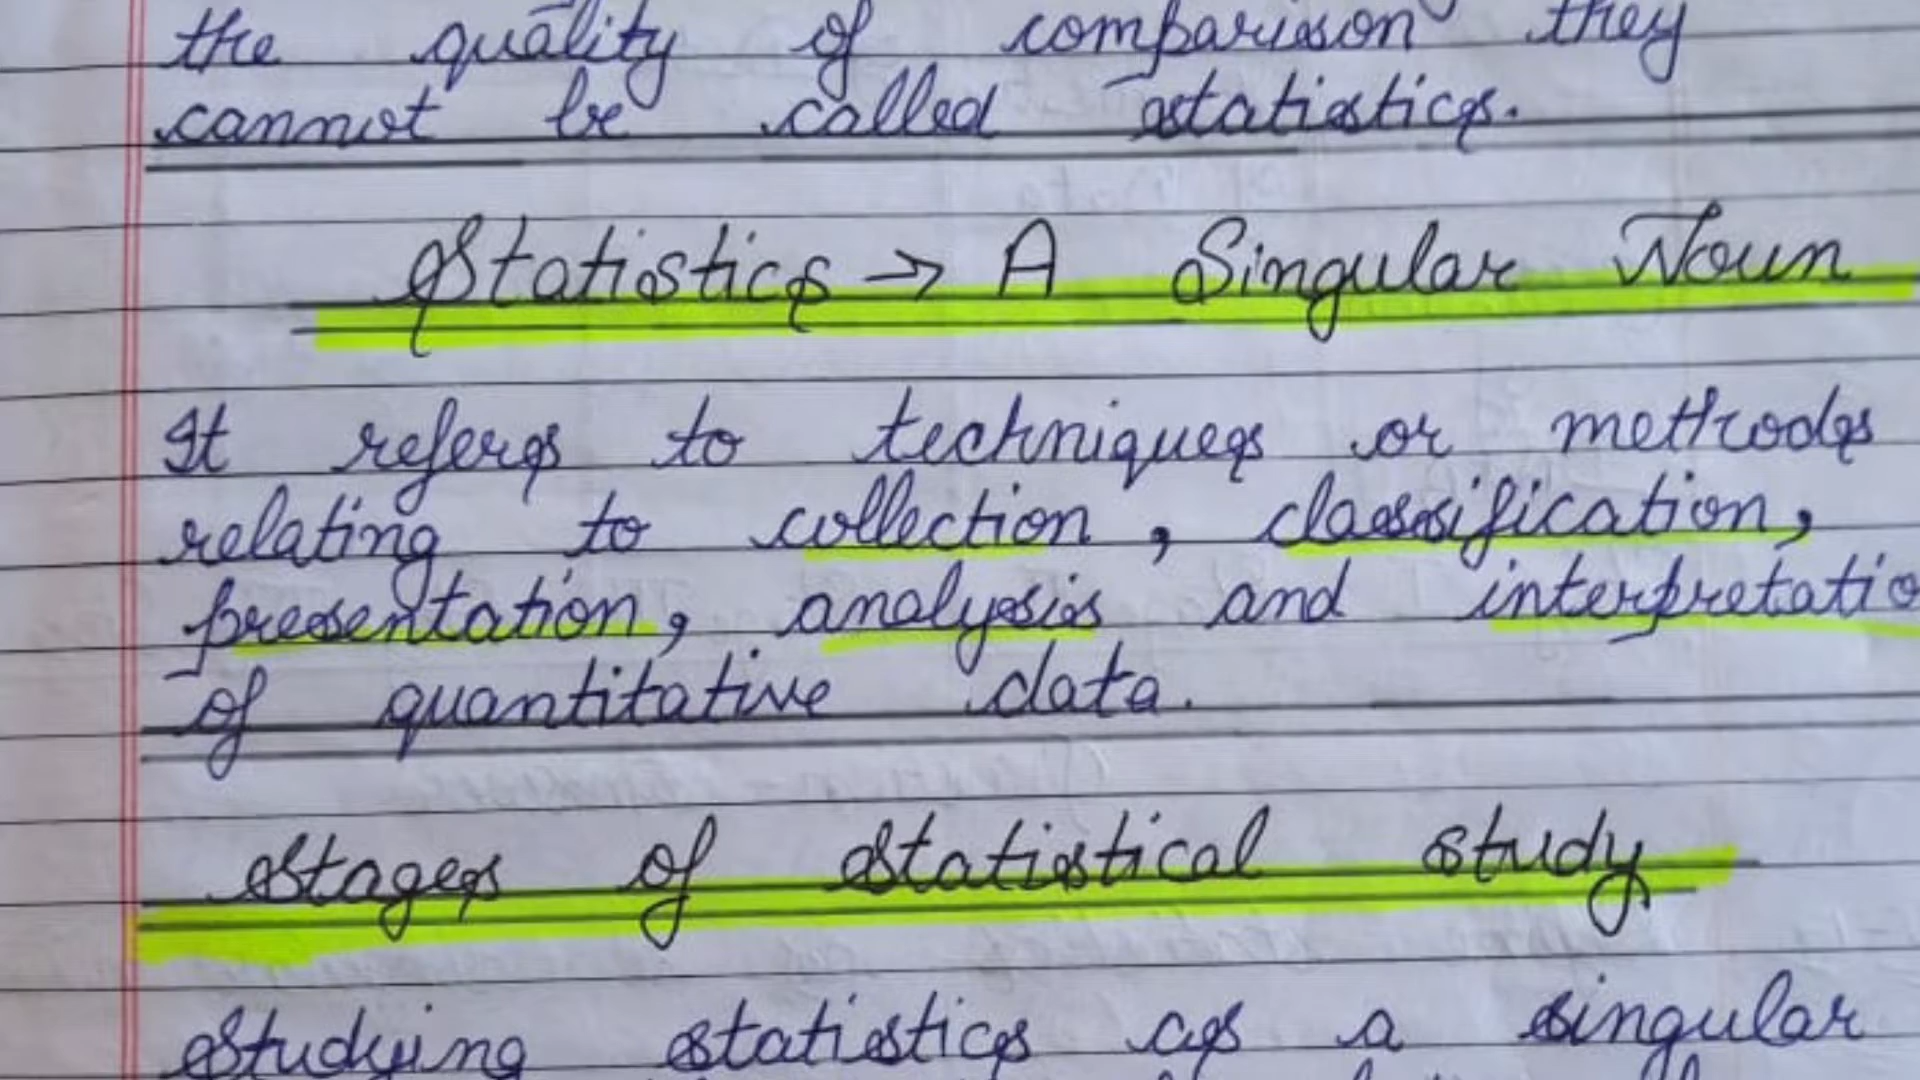 the quality of comparison they
cannot be called statistics.
Statistics → A Singular Noun
It refers to techniques or methods
relating to collection, classification,
presentation, analysis and interpretatio
of quantitative data.
Stages of Statistical study
Studying statistics as a singular